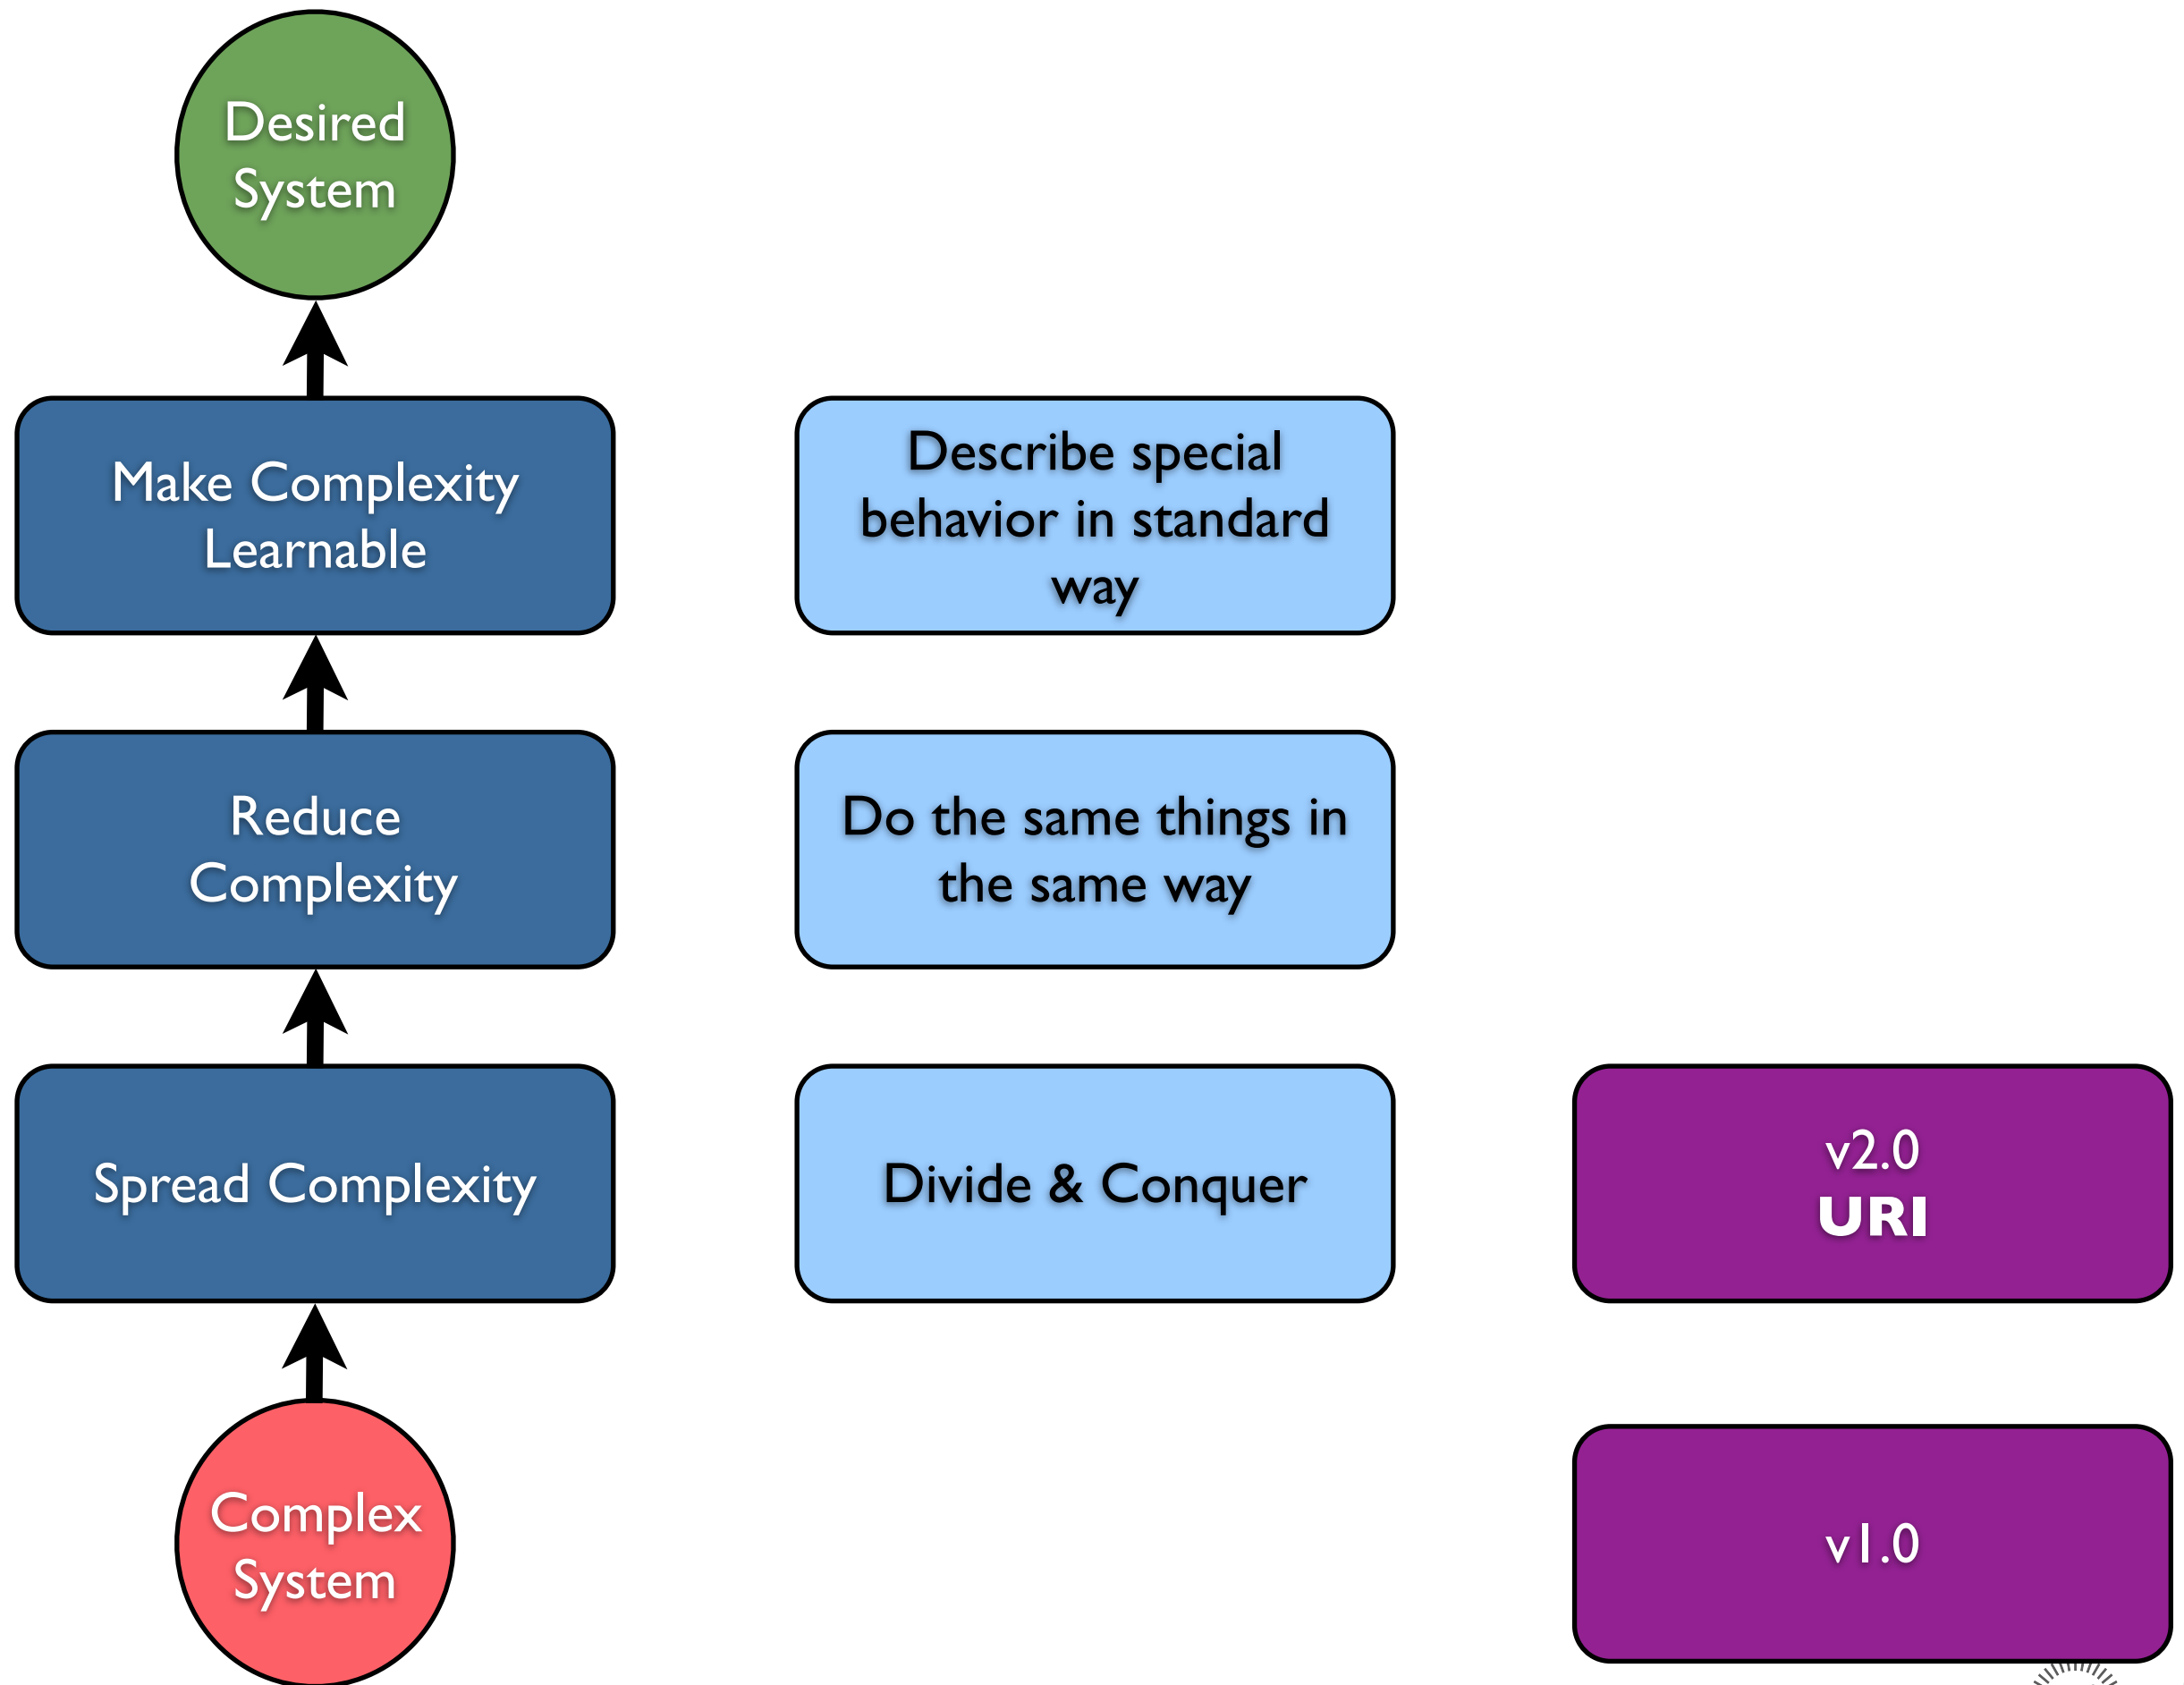 Desired
System
Make Complexity
Learnable
Describe special
behavior in standard
way
Reduce
Complexity
Do the same things in
the same way
Spread Complexity
Divide & Conquer
v2.0
URI
Complex
System
v1.0